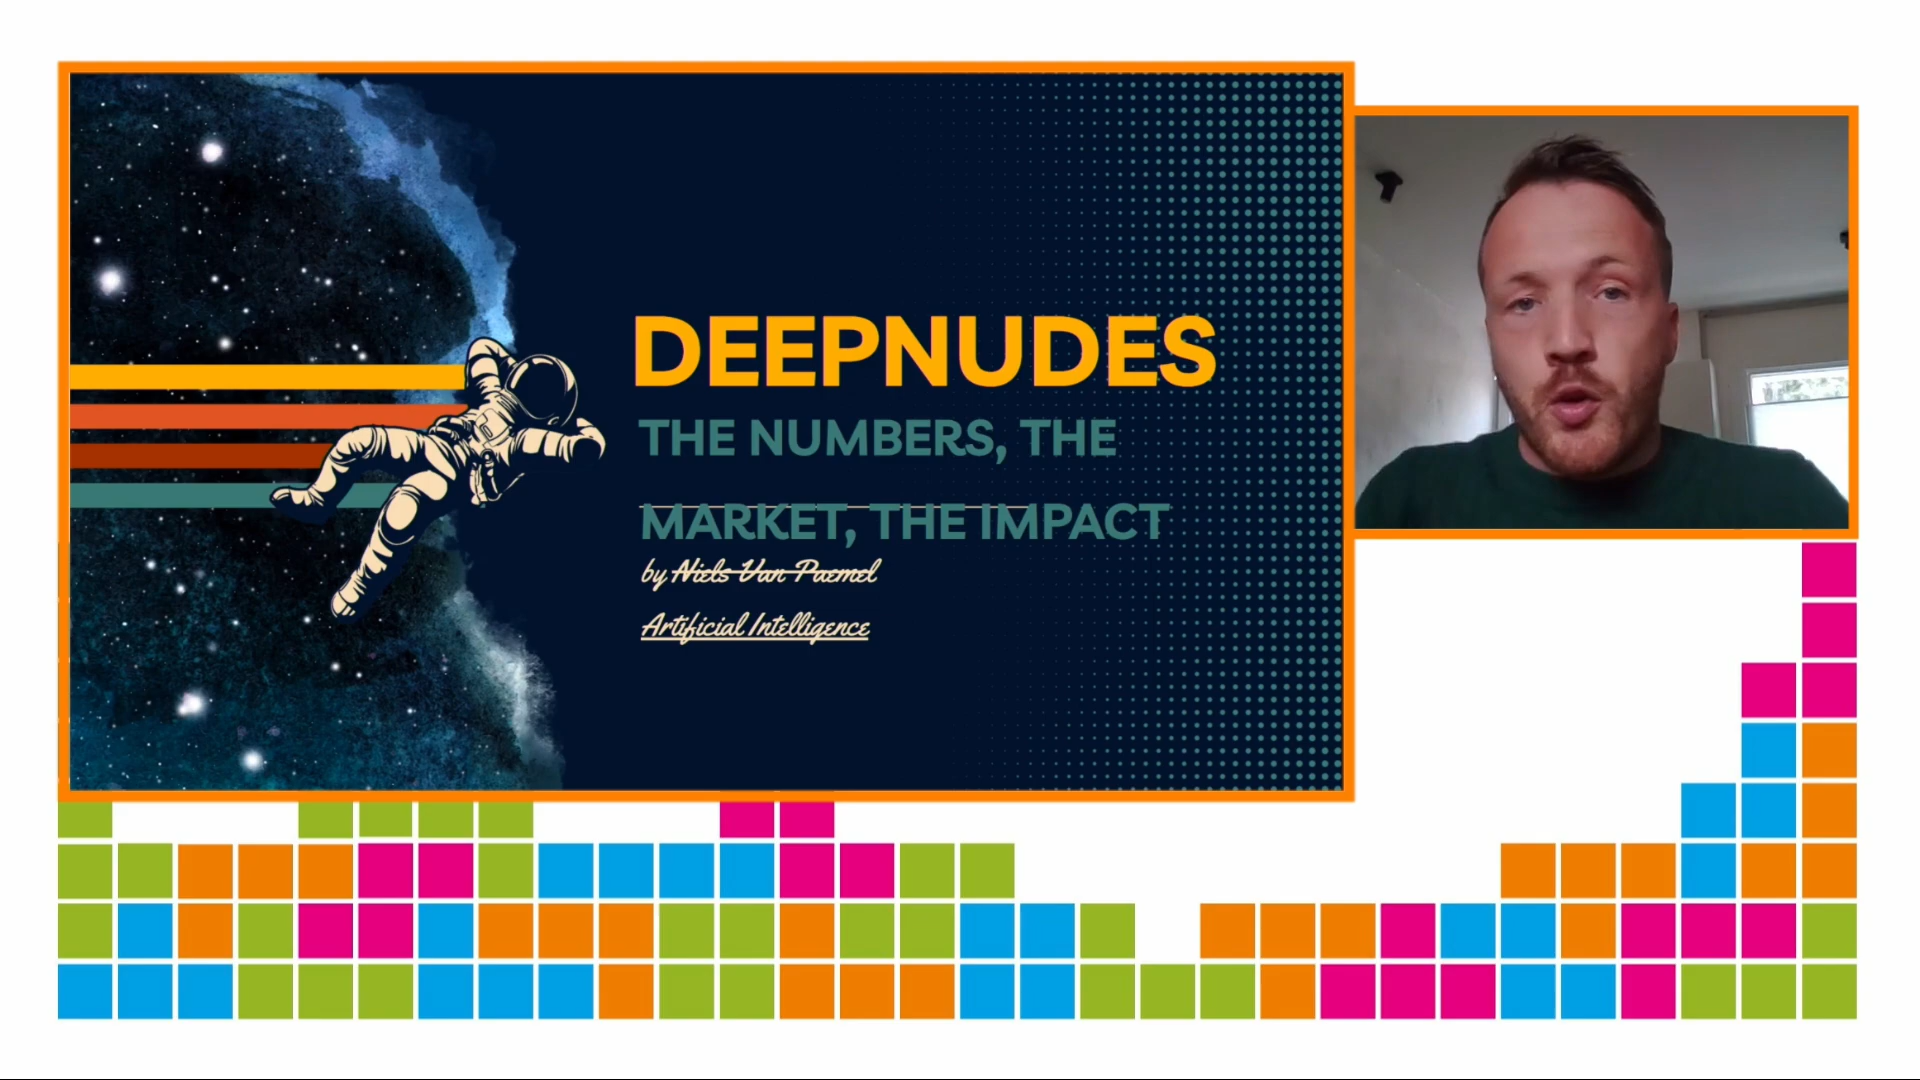 DEEPNUDES
THE NUMBERS, THE
MARKET, THE IMPACT
by Niels Van Paemel
Artificial Intelligence